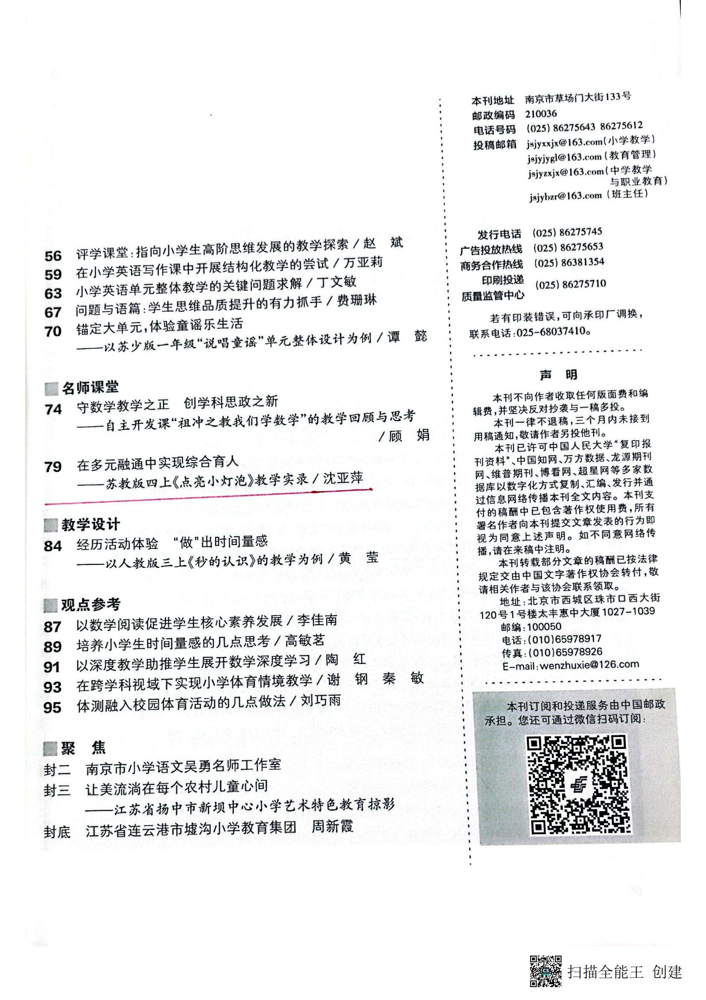 56 评学课堂:指向小学生高阶思维发展的教学探索 / 赵　斌
59 在小学英语写作课中开展结构化教学的尝试 / 万亚莉
63 小学英语单元整体教学的关键问题求解 / 丁文敏
67 问题与语篇:学生思维品质提升的有力抓手 / 费珊琳
70 锚定大单元,体验童谣乐生活
——以苏少版一年级“说唱童谣”单元整体设计为例 / 谭　懿
名师课堂
74 守数学教学之正　创学科思政之新
——自主开发课“祖冲之教我们学数学”的教学回顾与思考
/ 顾　娟
79 在多元融通中实现综合育人
——苏教版四上《点亮小灯泡》教学实录 / 沈亚萍
教学设计
84 经历活动体验　“做”出时间量感
——以人教版三上《秒的认识》的教学为例 / 黄　莹
观点参考
87 以数学阅读促进学生核心素养发展 / 李佳南
89 培养小学生时间量感的几点思考 / 高敏茗
91 以深度教学助推学生展开数学深度学习 / 陶　红
93 在跨学科视域下实现小学体育情境教学 / 谢　钢　秦　敏
95 体测融入校园体育活动的几点做法 / 刘巧雨
聚　焦
封二 南京市小学语文吴勇名师工作室
封三 让美流淌在每个农村儿童心间
——江苏省扬中市新坝中心小学艺术特色教育掠影
封底 江苏省连云港市墟沟小学教育集团　周新霞
本刊地址 南京市草场门大街133号
邮政编码 210036
电话号码 (025) 86275643 86275612
投稿邮箱 jsjyxxjx@163.com(小学教学)
jsjyjygl@163.com (教育管理)
jsjyzxjx@163.com(中学教学
与职业教育)
jsjybzr@163.com (班主任)
发行电话 (025) 86275745
广告投放热线 (025) 86275653
商务合作热线 (025) 86381354
印刷投递
质量监管中心 (025) 86275710
若有印装错误,可向承印厂调换,
联系电话:025-68037410。
声　明
本刊不向作者收取任何版面费和编
辑费,并坚决反对抄袭与一稿多投。
本刊一律不退稿,三个月内未接到
用稿通知,敬请作者另投他刊。
本刊已许可中国人民大学“复印报
刊资料”、中国知网、万方数据、龙源期刊
网、维普期刊、博看网、超星网等多家数
据库以数字化方式复制、汇编、发行并通
过信息网络传播本刊全文内容。本刊支
付的稿酬中已包含著作权使用费,所有
署名作者向本刊提交文章发表的行为即
视为同意上述声明。如不同意网络传
播,请在来稿中注明。
本刊转载部分文章的稿酬已按法律
规定交由中国文字著作权协会转付,敬
请相关作者与该协会联系领取。
地址:北京市西城区珠市口西大街
120号1号楼太丰惠中大厦1027-1039
邮编:100050
电话:(010)65978917
传真:(010)65978926
E-mail:wenzhuxie@126.com
本刊订阅和投递服务由中国邮政
承担。您还可通过微信扫码订阅:
CS
扫描全能王 创建